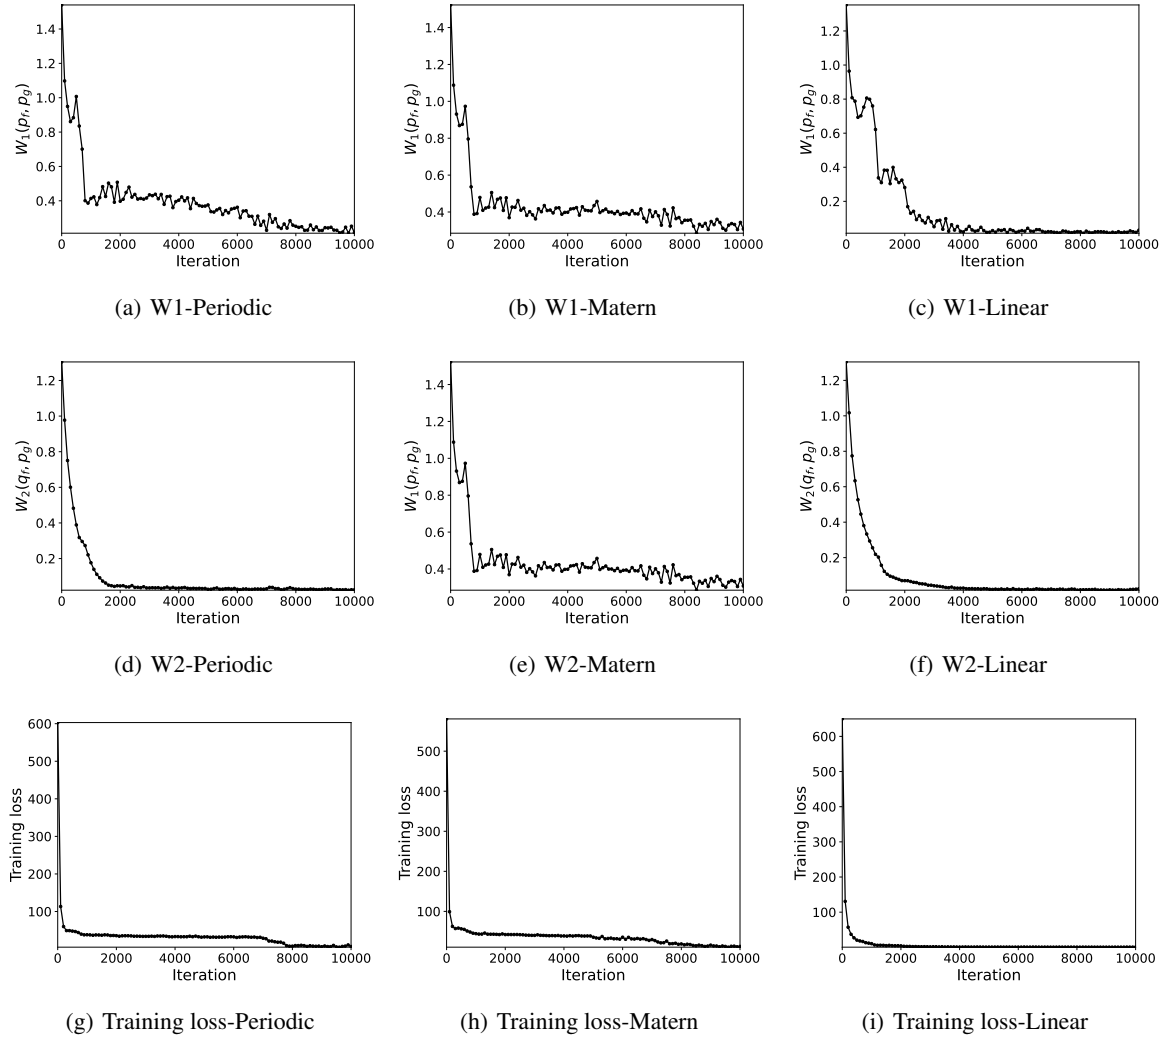 1.4
1.2
1.0
0.8
0.6
0.4
W1(pf, pg)
0 2000 4000 6000 8000 10000
Iteration
(a) W1-Periodic
1.4
1.2
1.0
0.8
0.6
0.4
W1(pf, pg)
0 2000 4000 6000 8000 10000
Iteration
(b) W1-Matern
1.2
1.0
0.8
0.6
0.4
0.2
W1(pf, pg)
0 2000 4000 6000 8000 10000
Iteration
(c) W1-Linear
1.2
1.0
0.8
0.6
0.4
0.2
W2(qf, pg)
0 2000 4000 6000 8000 10000
Iteration
(d) W2-Periodic
1.4
1.2
1.0
0.8
0.6
0.4
W1(pf, pg)
0 2000 4000 6000 8000 10000
Iteration
(e) W2-Matern
1.2
1.0
0.8
0.6
0.4
0.2
W2(qf, pg)
0 2000 4000 6000 8000 10000
Iteration
(f) W2-Linear
600
500
400
300
200
100
Training loss
0 2000 4000 6000 8000 10000
Iteration
(g) Training loss-Periodic
500
400
300
200
100
Training loss
0 2000 4000 6000 8000 10000
Iteration
(h) Training loss-Matern
600
500
400
300
200
100
Training loss
0 2000 4000 6000 8000 10000
Iteration
(i) Training loss-Linear